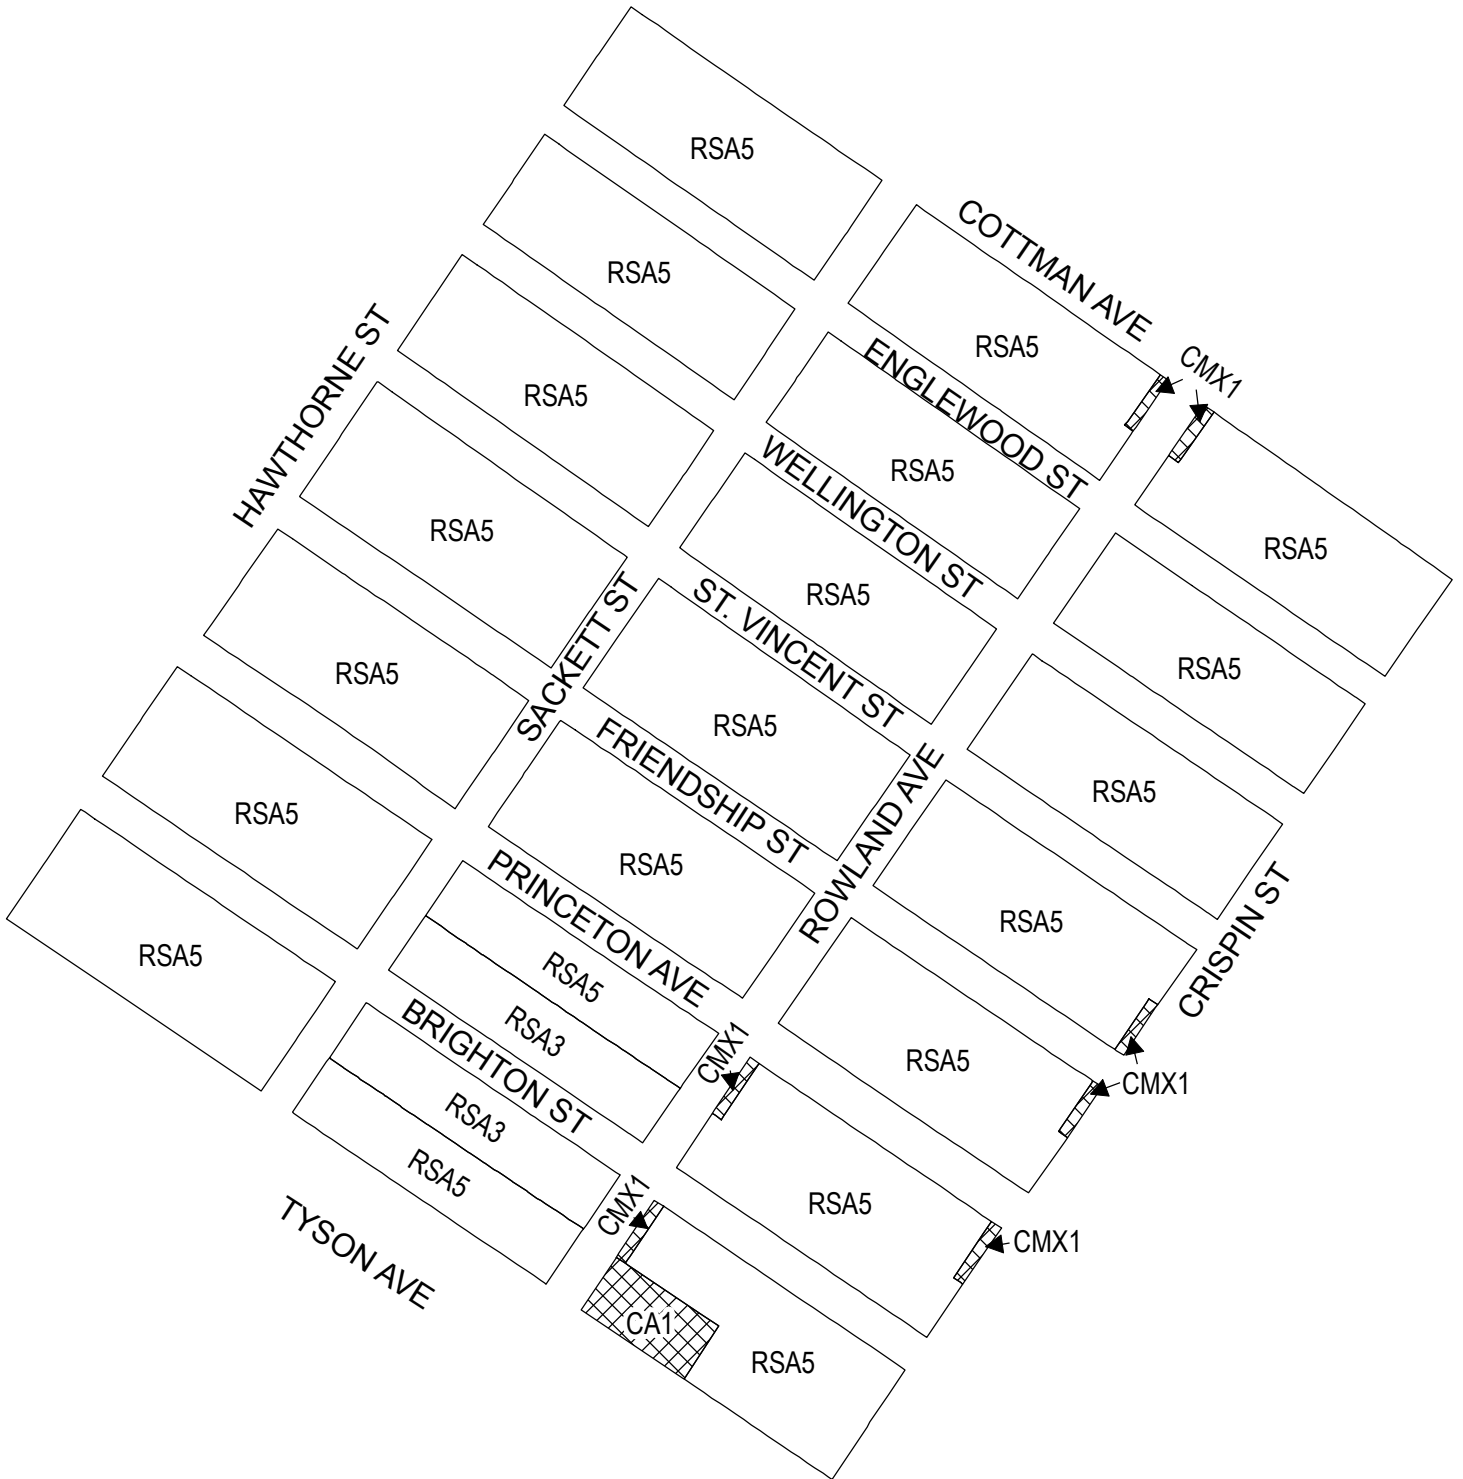 RSA5
COTTMAN AVE
RSA5
HAWTHORNE ST
RSA5
CMX1
ENGLEWOOD ST
RSA5
RSA5
WELLINGTON ST
RSA5
RSA5
RSA5
SACKETT ST
ST. VINCENT ST
RSA5
RSA5
RSA5
RSA5
FRIENDSHIP ST
ROWLAND AVE
RSA5
RSA5
RSA5
PRINCETON AVE
RSA5
CRISPIN ST
RSA5
RSA5
RSA3
BRIGHTON ST
CMX1
RSA5
CMX1
RSA3
RSA5
CMX1
RSA5
CMX1
TYSON AVE
CA1
RSA5